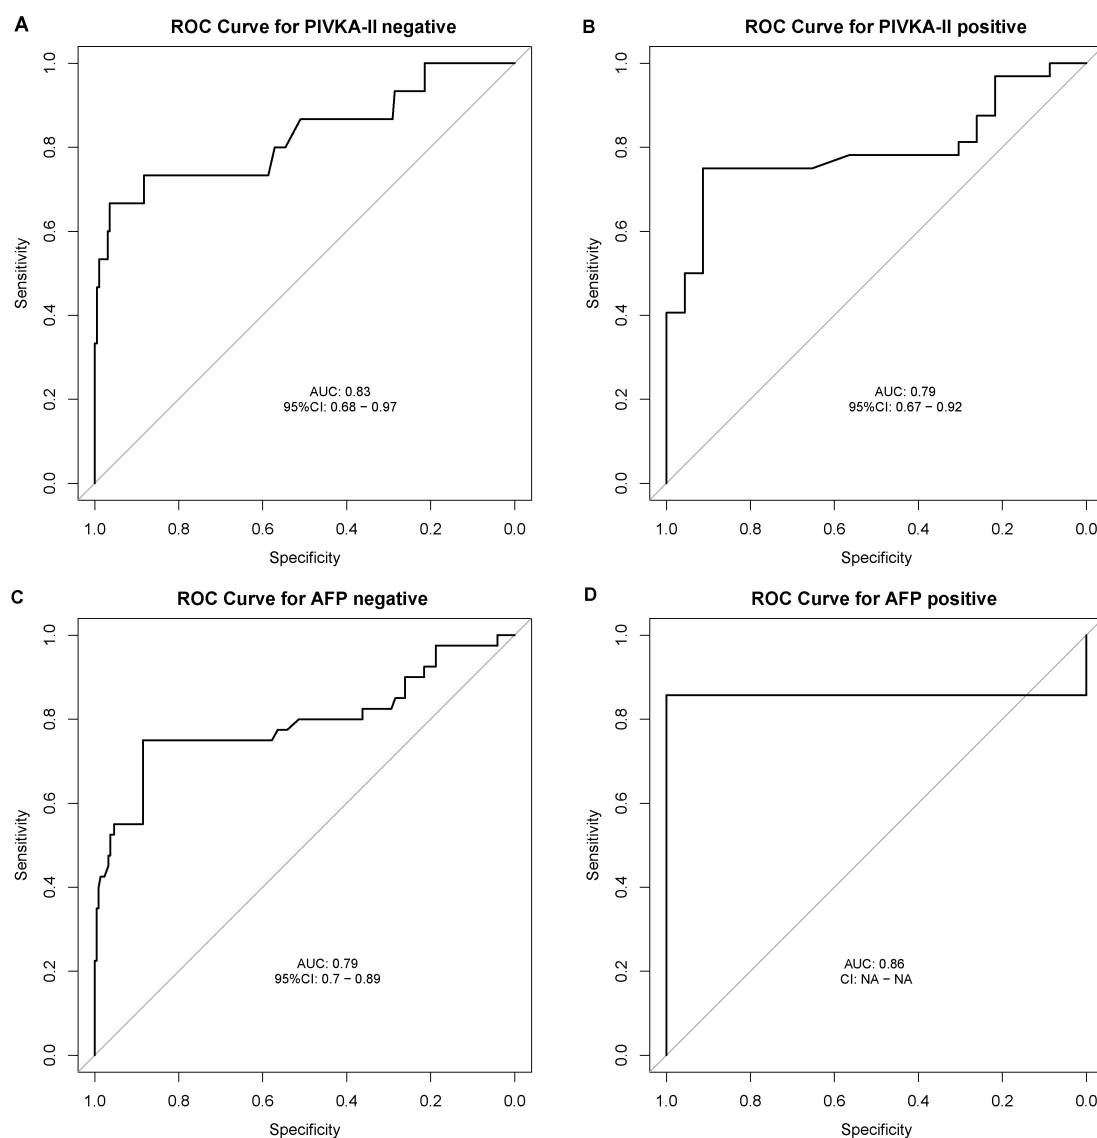 A
ROC Curve for PIVKA-II negative
Sensitivity
1.0
0.8
0.6
0.4
0.2
0.0
AUC: 0.83
95%CI: 0.68 − 0.97
1.0 0.8 0.6 0.4 0.2 0.0
Specificity
B
ROC Curve for PIVKA-II positive
Sensitivity
1.0
0.8
0.6
0.4
0.2
0.0
AUC: 0.79
95%CI: 0.67 − 0.92
1.0 0.8 0.6 0.4 0.2 0.0
Specificity
C
ROC Curve for AFP negative
Sensitivity
1.0
0.8
0.6
0.4
0.2
0.0
AUC: 0.79
95%CI: 0.7 − 0.89
1.0 0.8 0.6 0.4 0.2 0.0
Specificity
D
ROC Curve for AFP positive
Sensitivity
1.0
0.8
0.6
0.4
0.2
0.0
AUC: 0.86
CI: NA − NA
1.0 0.8 0.6 0.4 0.2 0.0
Specificity